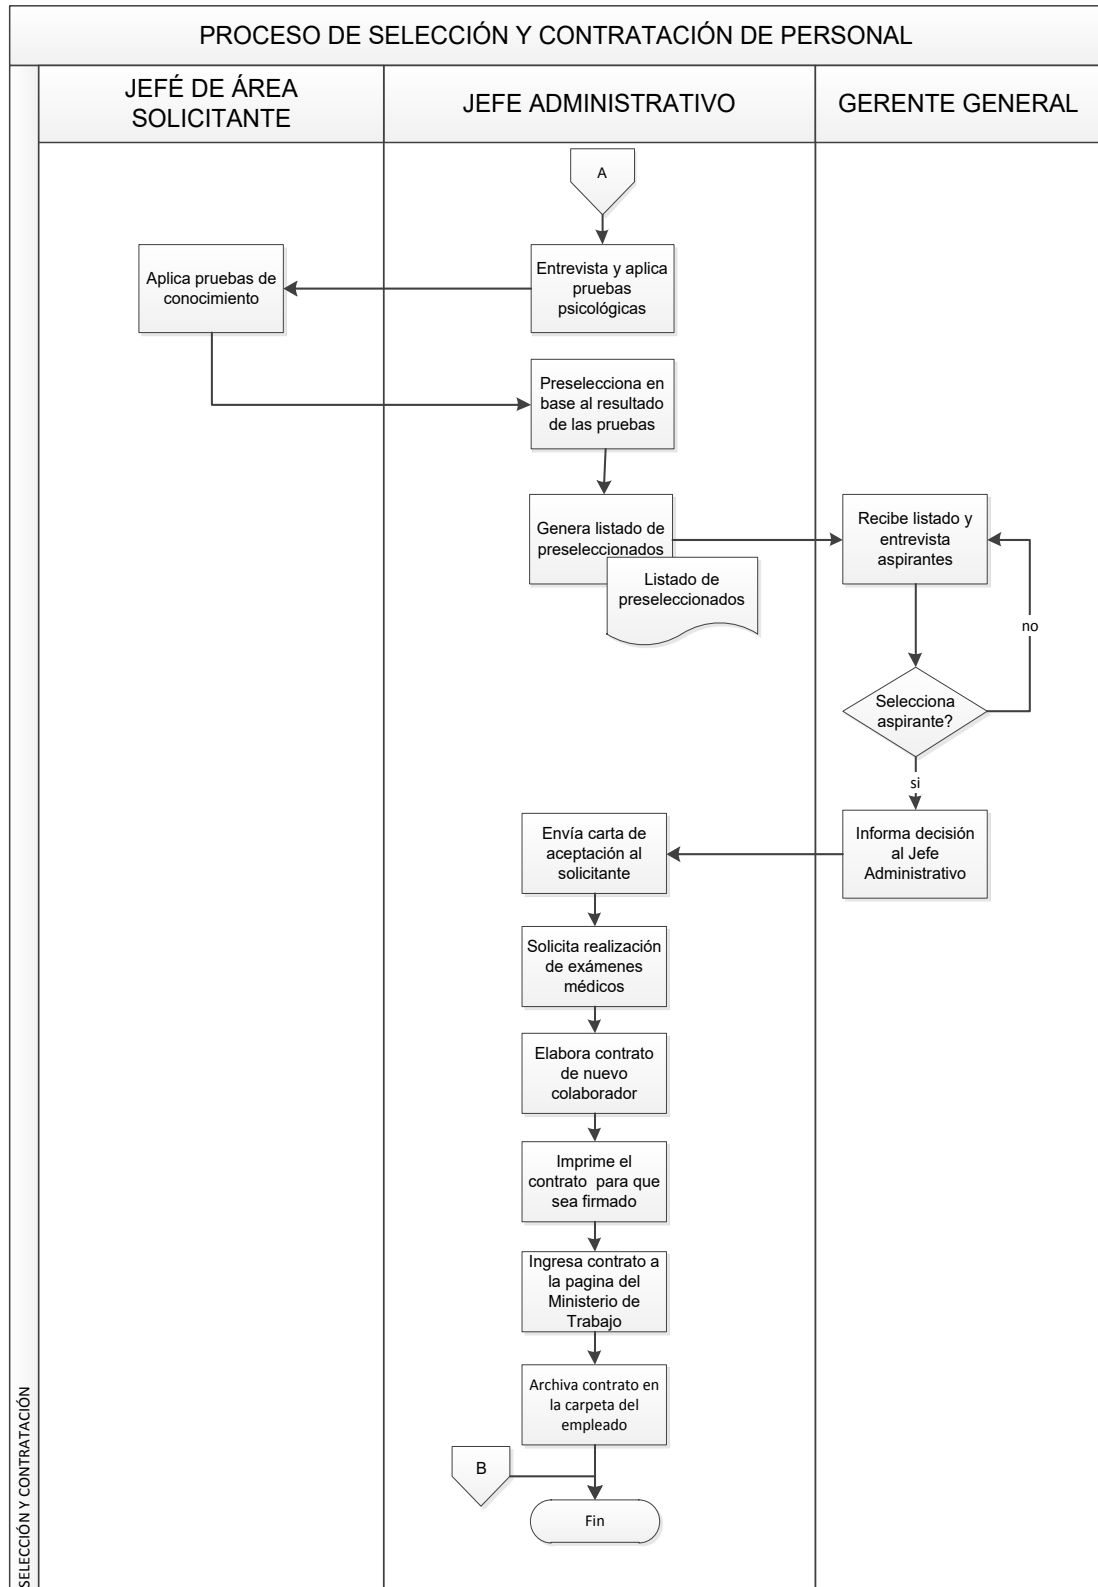 PROCESO DE SELECCIÓN Y CONTRATACIÓN DE PERSONAL
JEFÉ DE ÁREA
SOLICITANTE
JEFE ADMINISTRATIVO
GERENTE GENERAL
A
Aplica pruebas de
conocimiento
Entrevista y aplica
pruebas
psicológicas
Preselecciona en
base al resultado
de las pruebas
Genera listado de
preseleccionados
Listado de
preseleccionados
Recibe listado y
entrevista
aspirantes
no
Selecciona
aspirante?
si
Informa decisión
al Jefe
Administrativo
Envía carta de
aceptación al
solicitante
Solicita realización
de exámenes
médicos
Elabora contrato
de nuevo
colaborador
Imprime el
contrato para que
sea firmado
Ingresa contrato a
la pagina del
Ministerio de
Trabajo
Archiva contrato en
la carpeta del
empleado
B
Fin
SELECCIÓN Y CONTRATACIÓN